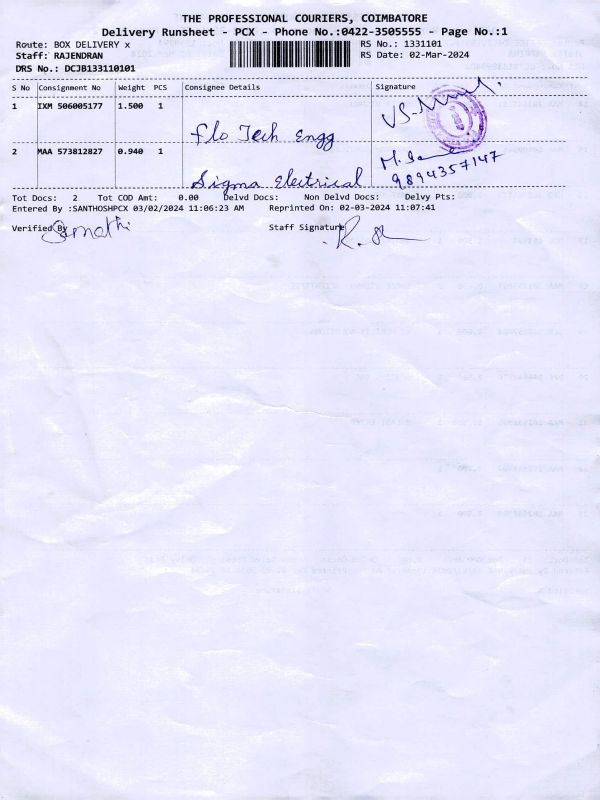 THE PROFESSIONAL COURIERS, COIMBATORE
Delivery Runsheet - PCX - Phone No.:0422-3505555 - Page No.:1
Route: BOX DELIVERY x RS No.: 1331101
Staff: RAJENDRAN RS Date: 02-Mar-2024
DRS No.: DCJB133110101
S No Consignment No Weight PCS Consignee Details Signature
1 IXM 506005177 1.500 1
Flo Tech Engg
2 MAA 573812827 0.940 1
Sigma Electrical 9894357147
Tot Docs: 2 Tot COD Amt: 0.00 Delvd Docs: Non Delvd Docs: Delvy Pts:
Entered By :SANTHOSHPCX 03/02/2024 11:06:23 AM Reprinted On: 02-03-2024 11:07:41
Verified By Staff Signature